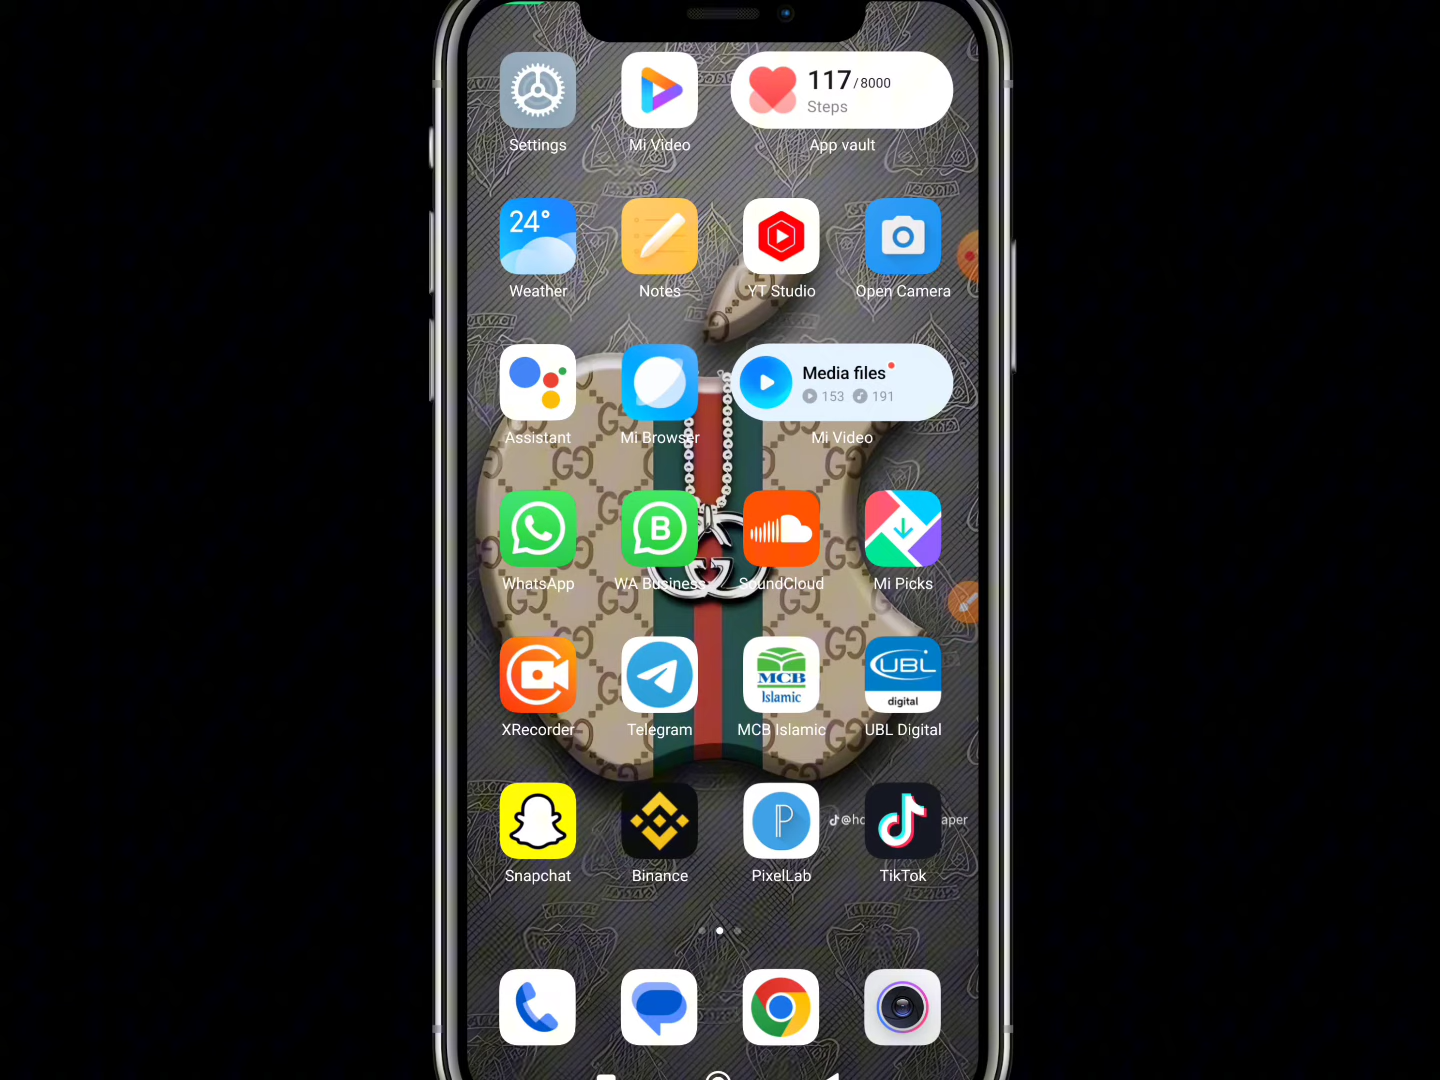 117/8000
Steps
Settings
Mi Video
App vault
24°
Weather
Notes
YT Studio
Open Camera
Media files
153
191
Assistant
Mi Browser
Mi Video
B
WhatsApp
WA Business
SoundCloud
Mi Picks
MCB
Islamic
UBL
digital
XRecorder
Telegram
MCB Islamic
UBL Digital
P
@ho
aper
Snapchat
Binance
PixelLab
TikTok